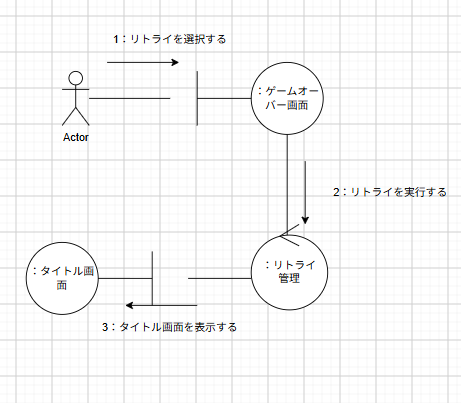 1：リトライを選択する
：ゲームオー
バー画面
Actor
2：リトライを実行する
：リトライ
管理
：タイトル画
面
3：タイトル画面を表示する